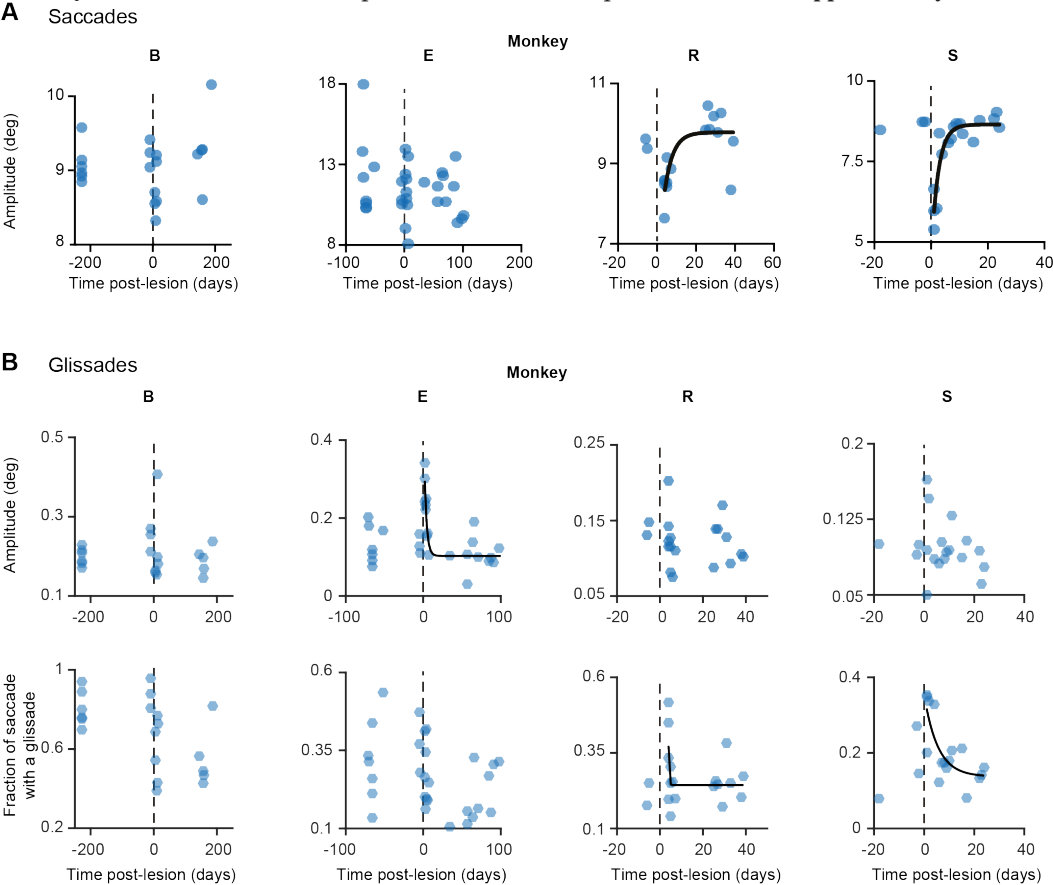 A Saccades
Monkey
B E R S
Amplitude (deg)
10 18 11 10
9 13 9 7.5
8 8 7 5
-200 0 200 -100 0 100 200 -20 0 20 40 60 -20 0 20 40
Time post-lesion (days) Time post-lesion (days) Time post-lesion (days) Time post-lesion (days)
B Glissades
Monkey
B E R S
Amplitude (deg)
0.5 0.4 0.25 0.2
0.3 0.2 0.15 0.125
0.1 0 0.05 0.05
-200 0 200 -100 0 100 -20 0 20 40 -20 0 20 40
Fraction of saccade
with a glissade
1 0.6 0.6 0.4
0.6 0.35 0.35 0.2
0.2 0.1 0.1 0
-200 0 200 -100 0 100 -20 0 20 40 -20 0 20 40
Time post-lesion (days) Time post-lesion (days) Time post-lesion (days) Time post-lesion (days)